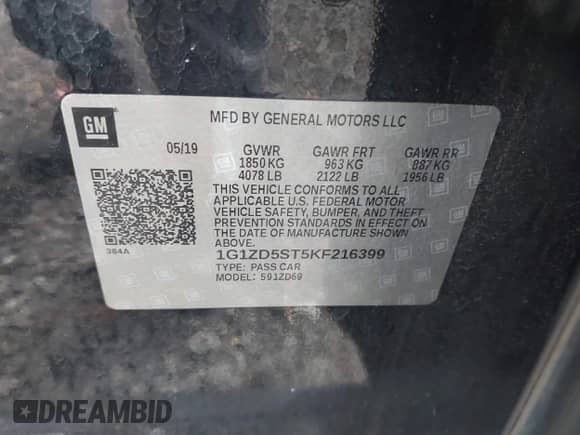 GM
MFD BY GENERAL MOTORS LLC
05/19 GVWR GAWR FRT GAWR RR
1850 KG 963 KG 887 KG
4078 LB 2122 LB 1956 LB
THIS VEHICLE CONFORMS TO ALL
APPLICABLE U.S. FEDERAL MOTOR
VEHICLE SAFETY, BUMPER, AND THEFT
PREVENTION STANDARDS IN EFFECT ON
THE DATE OF MANUFACTURE SHOWN
ABOVE.
384A
1G1ZD5ST5KF216399
TYPE: PASS CAR
MODEL: 591ZD69
DREAMBID